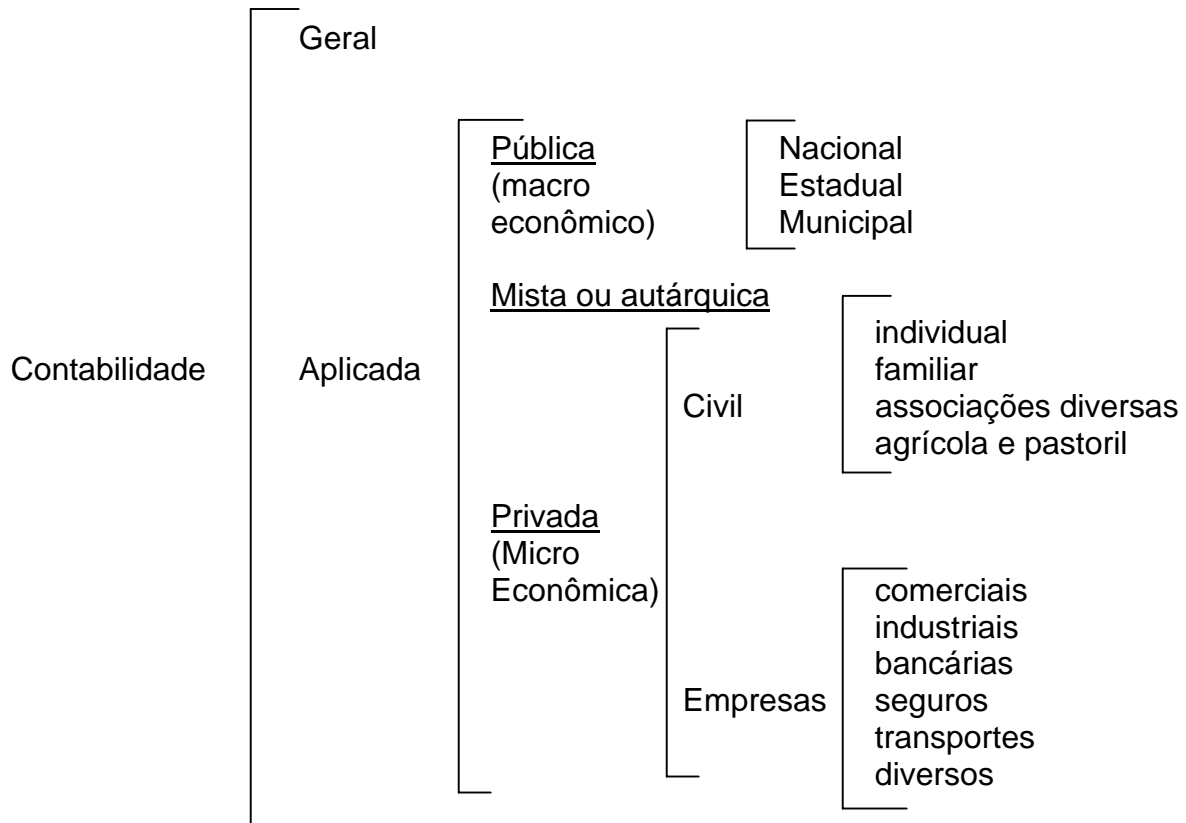 Contabilidade
Geral
Aplicada
Pública
(macro
econômico)
Nacional
Estadual
Municipal
Mista ou autárquica
Privada
(Micro
Econômica)
Civil
individual
familiar
associações diversas
agrícola e pastoril
Empresas
comerciais
industriais
bancárias
seguros
transportes
diversos